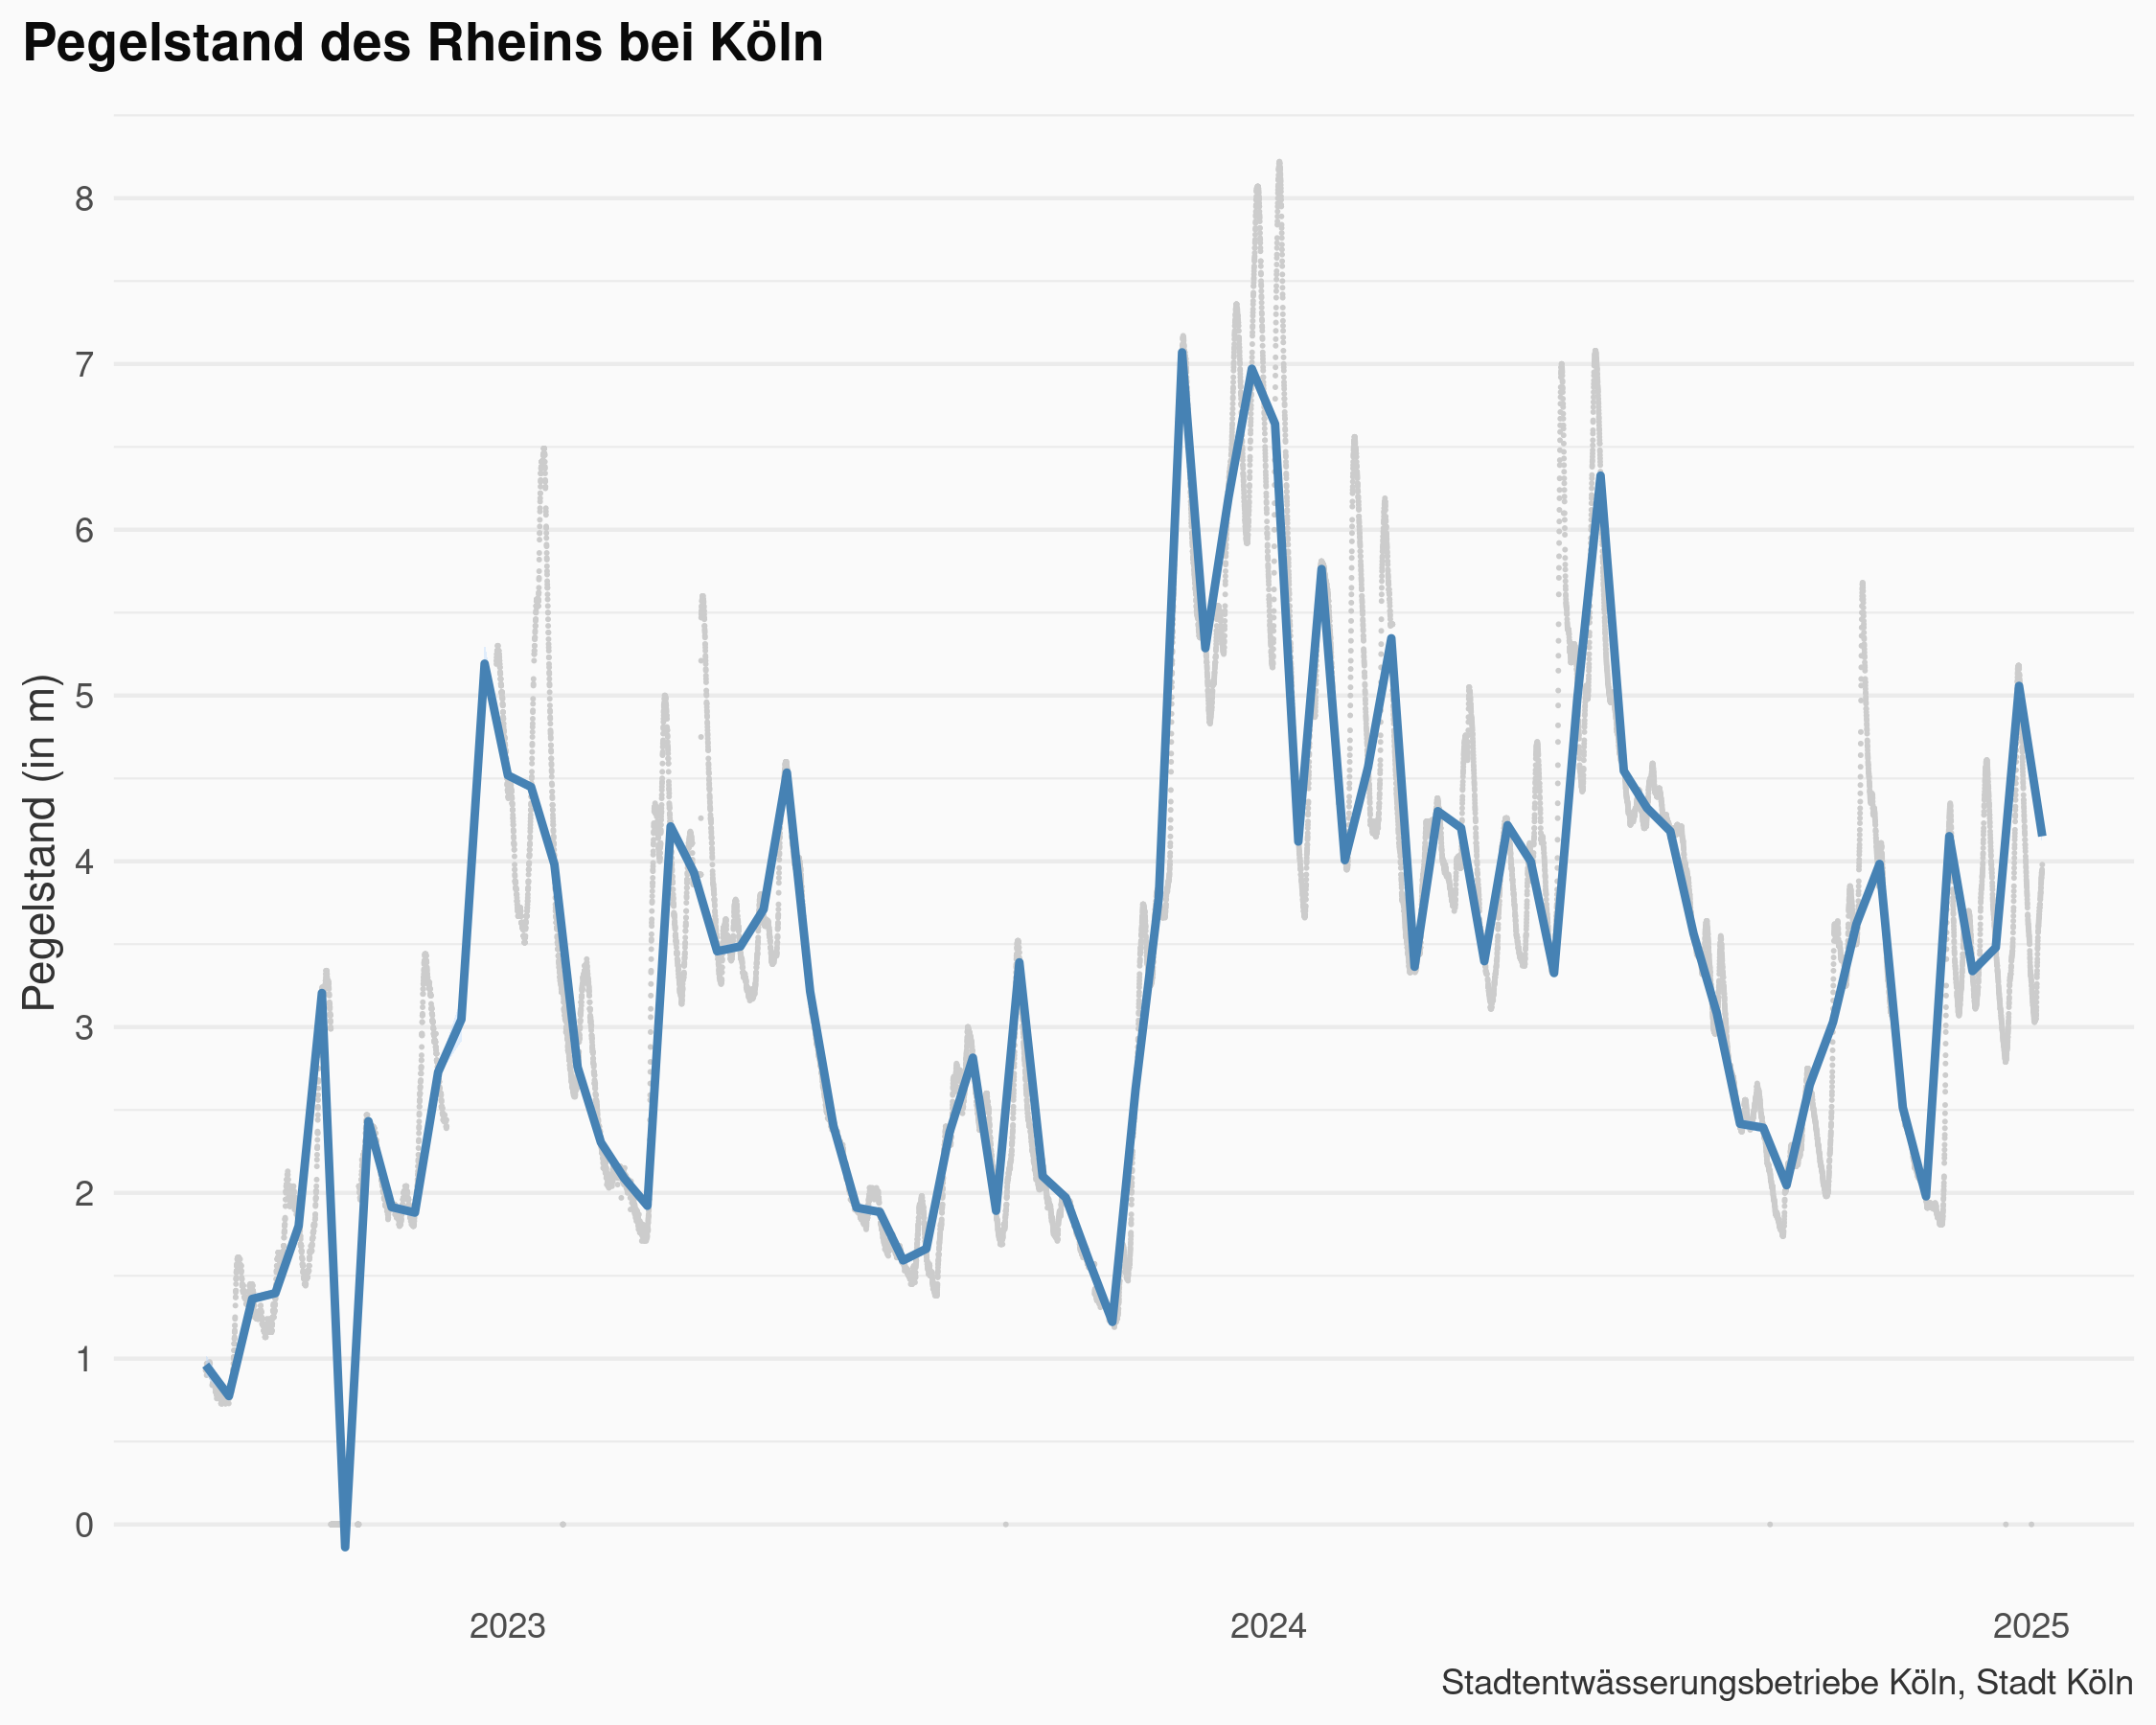 Pegelstand des Rheins bei Köln
Pegelstand (in m)
8
7
6
5
4
3
2
1
0
2023 2024 2025
Stadtentwässerungsbetriebe Köln, Stadt Köln